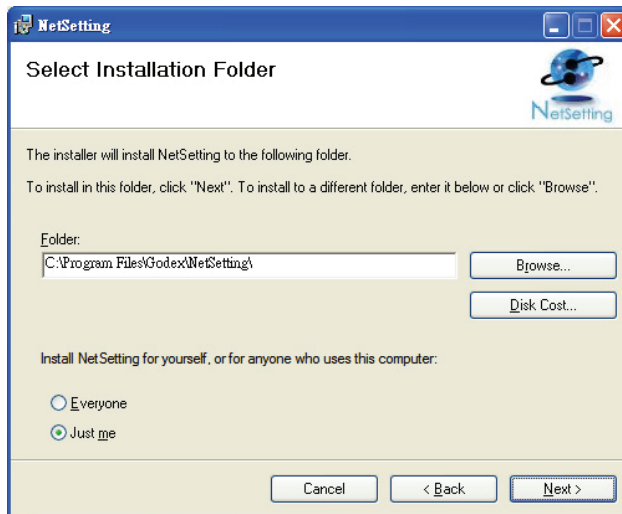 NetSetting
Select Installation Folder
NetSetting
The installer will install NetSetting to the following folder.
To install in this folder, click "Next". To install to a different folder, enter it below or click "Browse".
Folder:
C:\Program Files\Godex\NetSetting\
Browse...
Disk Cost...
Install NetSetting for yourself, or for anyone who uses this computer:
Everyone
Just me
Cancel
< Back
Next >